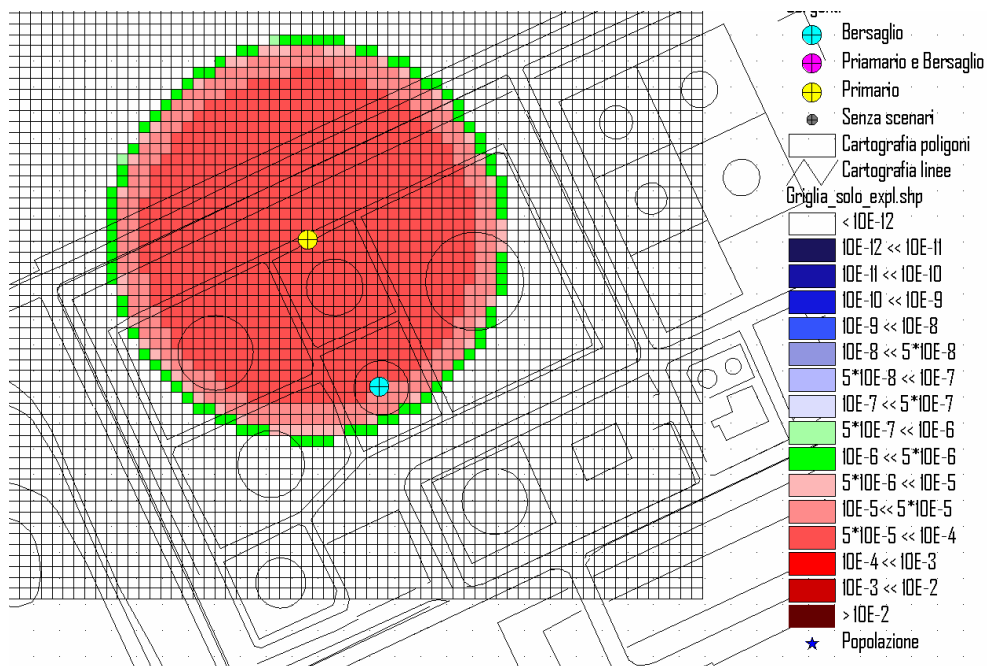 Bersaglio
Priamario e Bersaglio
Primario
Senza scenari
Cartografia poligoni
Cartografia linee
Griglia_solo_expl.shp
< 10E-12
10E-12 << 10E-11
10E-11 << 10E-10
10E-10 << 10E-9
10E-9 << 10E-8
10E-8 << 5*10E-8
5*10E-8 << 10E-7
10E-7 << 5*10E-7
5*10E-7 << 10E-6
10E-6 << 5*10E-6
5*10E-6 << 10E-5
10E-5<< 5*10E-5
5*10E-5 << 10E-4
10E-4 << 10E-3
10E-3 << 10E-2
> 10E-2
Popolazione